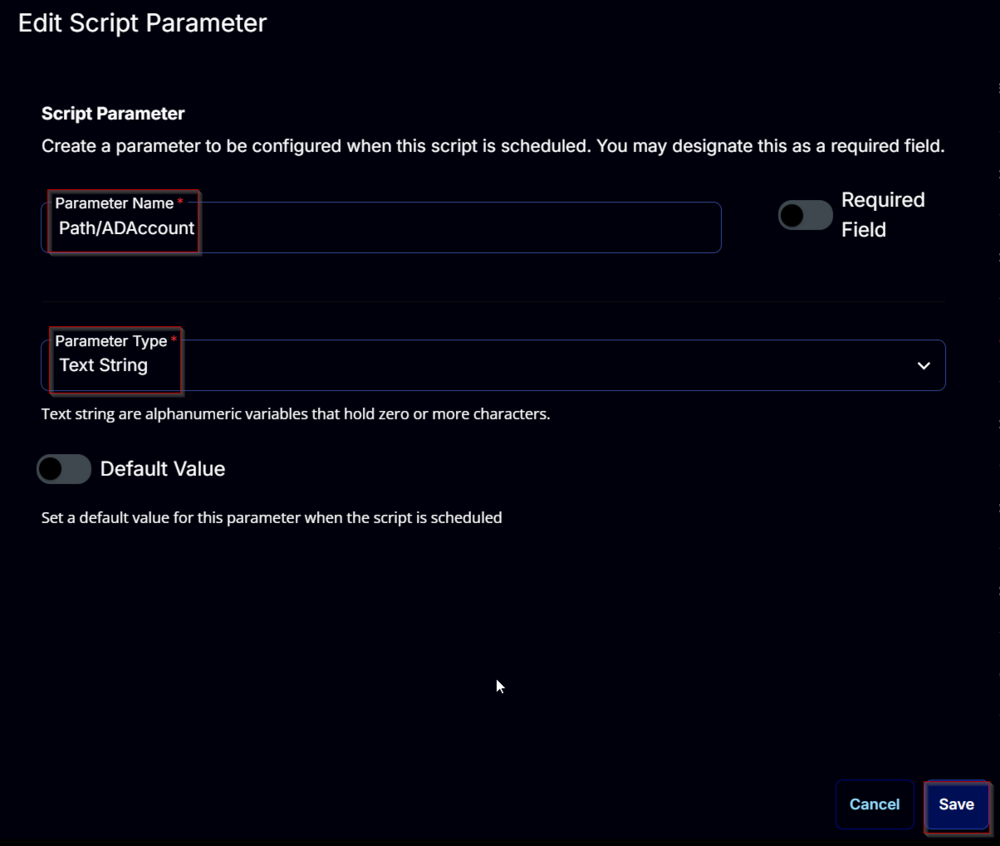 Edit Script Parameter
Script Parameter
Create a parameter to be configured when this script is scheduled. You may designate this as a required field.
Parameter Name *
Path/ADAccount
Required
Field
Parameter Type *
Text String
Text string are alphanumeric variables that hold zero or more characters.
Default Value
Set a default value for this parameter when the script is scheduled
Cancel
Save